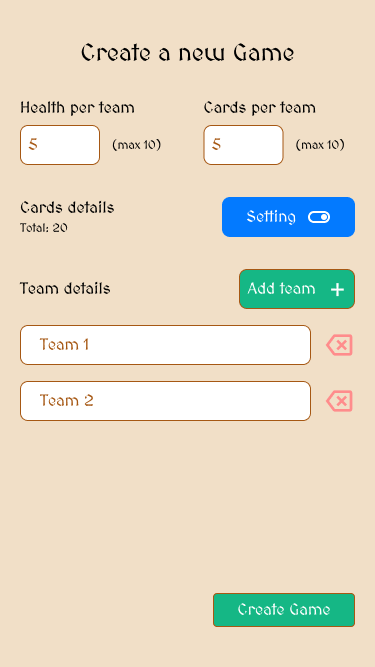 Create a new Game
Health per team
Cards per team
5 (max 10)
5 (max 10)
Cards details
Total: 20
Setting
Team details
Add team
Team 1
Team 2
Create Game